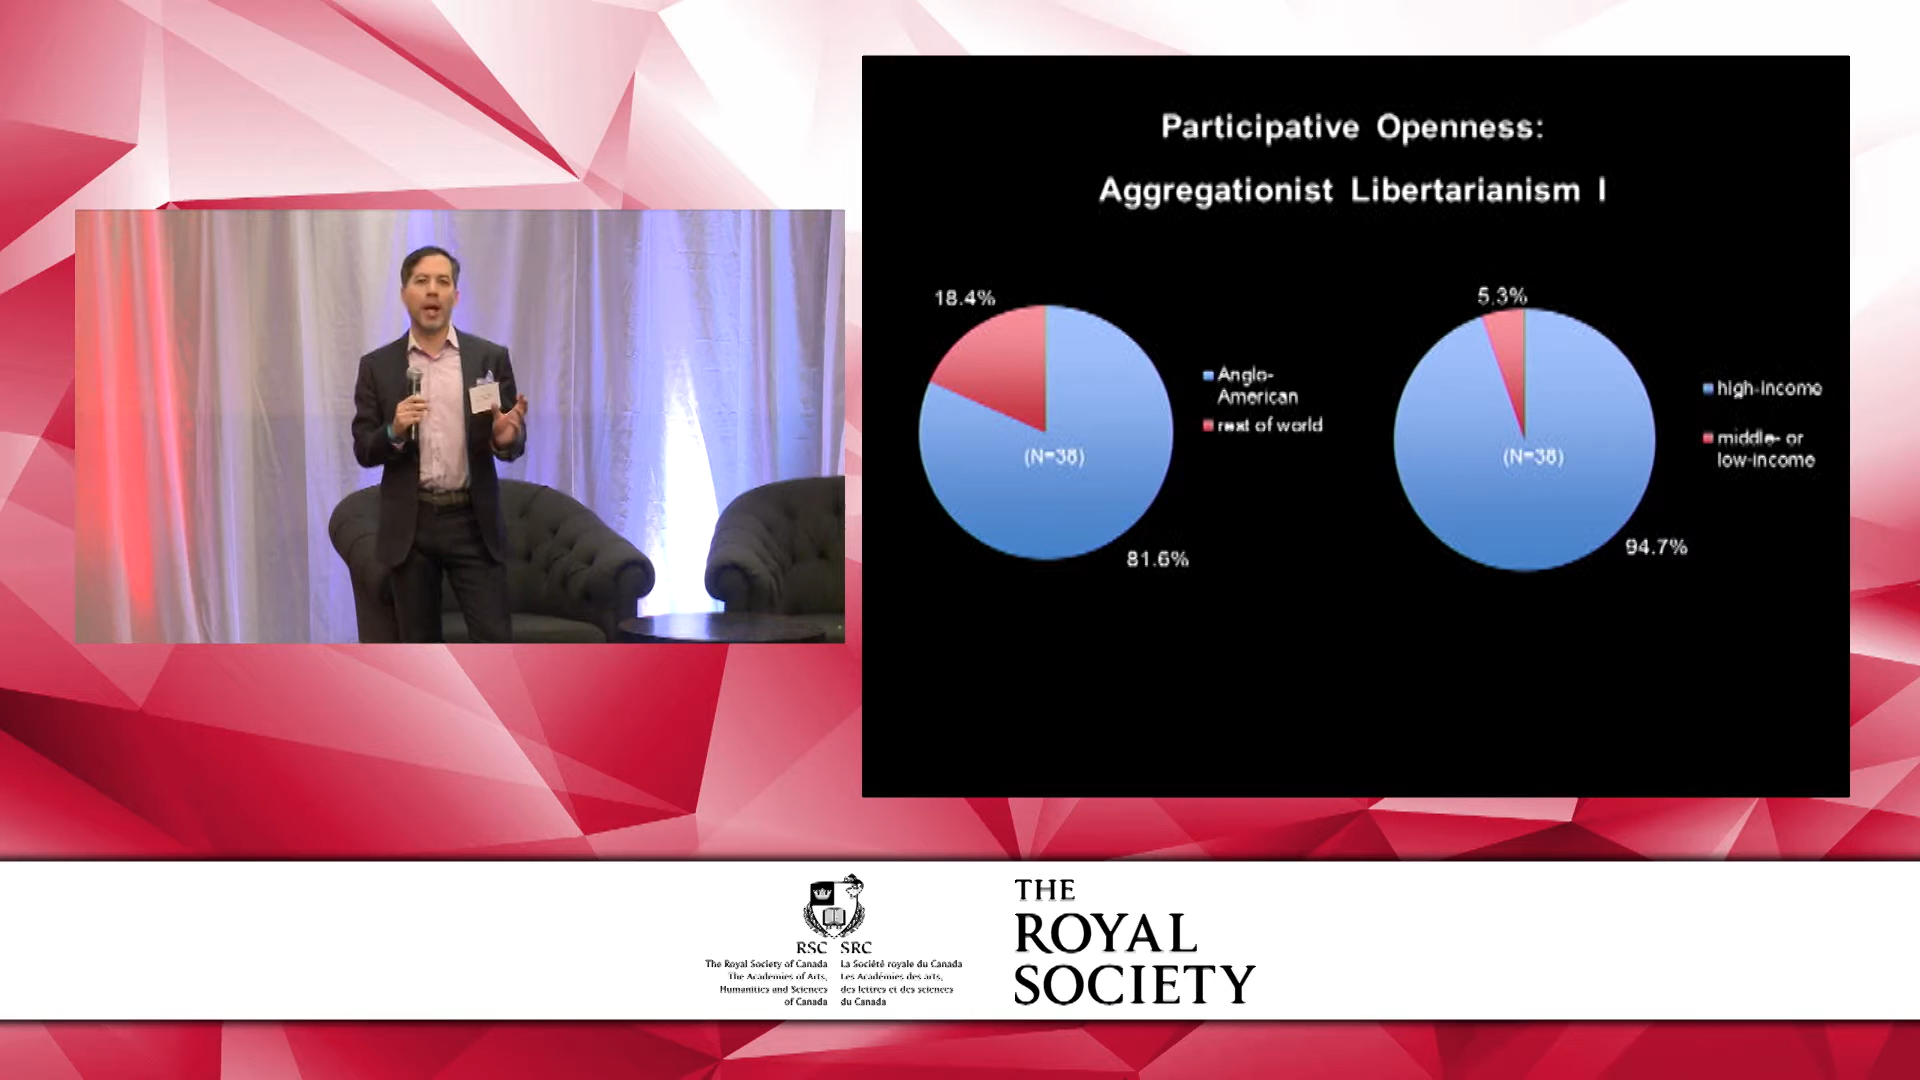 Participative Openness:
Aggregationist Libertarianism I
18.4%
(N=38)
81.6%
Anglo-
American
rest of world
5.3%
(N=38)
94.7%
high-income
middle- or
low-income
RSC SRC
The Royal Society of Canada
The Academies of Arts,
Humanities and Sciences
of Canada
La Société royale du Canada
Les Académies des arts,
des lettres et des sciences
du Canada
THE
ROYAL
SOCIETY